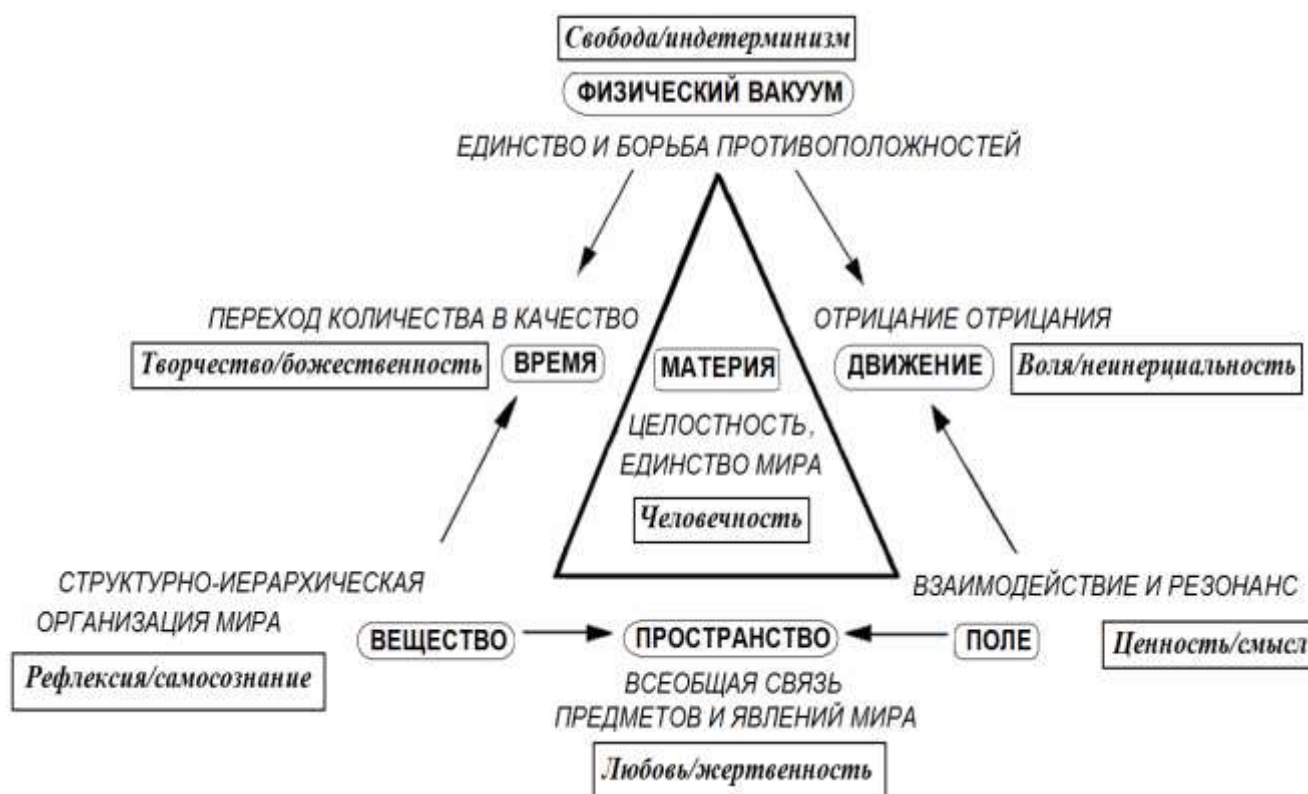 Свобода/индетерминизм
ФИЗИЧЕСКИЙ ВАКУУМ
ЕДИНСТВО И БОРЬБА ПРОТИВОПОЛОЖНОСТЕЙ
ПЕРЕХОД КОЛИЧЕСТВА В КАЧЕСТВО
ОТРИЦАНИЕ ОТРИЦАНИЯ
Творчество/божественность
ВРЕМЯ
МАТЕРИЯ
ДВИЖЕНИЕ
Воля/неинерциальность
ЦЕЛОСТНОСТЬ,
ЕДИНСТВО МИРА
Человечность
СТРУКТУРНО-ИЕРАРХИЧЕСКАЯ
ОРГАНИЗАЦИЯ МИРА
ВЗАИМОДЕЙСТВИЕ И РЕЗОНАНС
ВЕЩЕСТВО
ПРОСТРАНСТВО
ПОЛЕ
Ценность/смысл
Рефлексия/самосознание
ВСЕОБЩАЯ СВЯЗЬ
ПРЕДМЕТОВ И ЯВЛЕНИЙ МИРА
Любовь/жертвенность